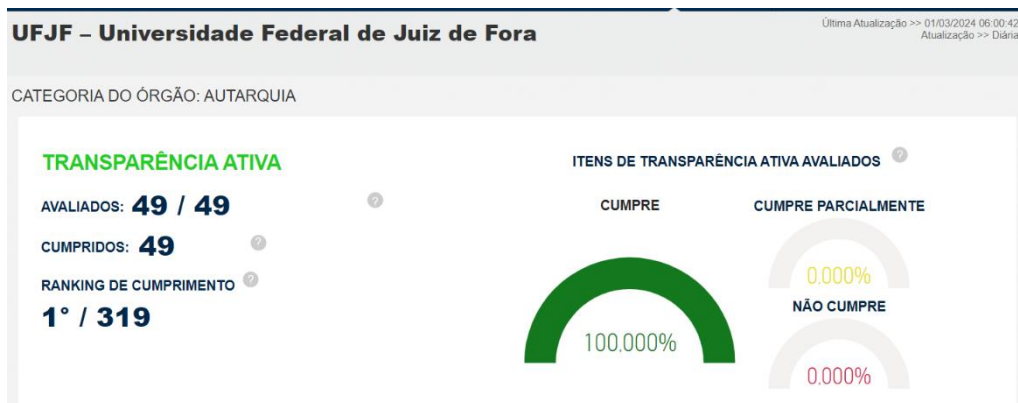 UFJF – Universidade Federal de Juiz de Fora
Última Atualização >> 01/03/2024 06:00:42
Atualização >> Diária
CATEGORIA DO ÓRGÃO: AUTARQUIA
TRANSPARÊNCIA ATIVA
AVALIADOS: 49 / 49 ?
CUMPRIDOS: 49 ?
RANKING DE CUMPRIMENTO ?
1° / 319
ITENS DE TRANSPARÊNCIA ATIVA AVALIADOS ?
CUMPRE
100,000%
CUMPRE PARCIALMENTE
0.000%
NÃO CUMPRE
0.000%